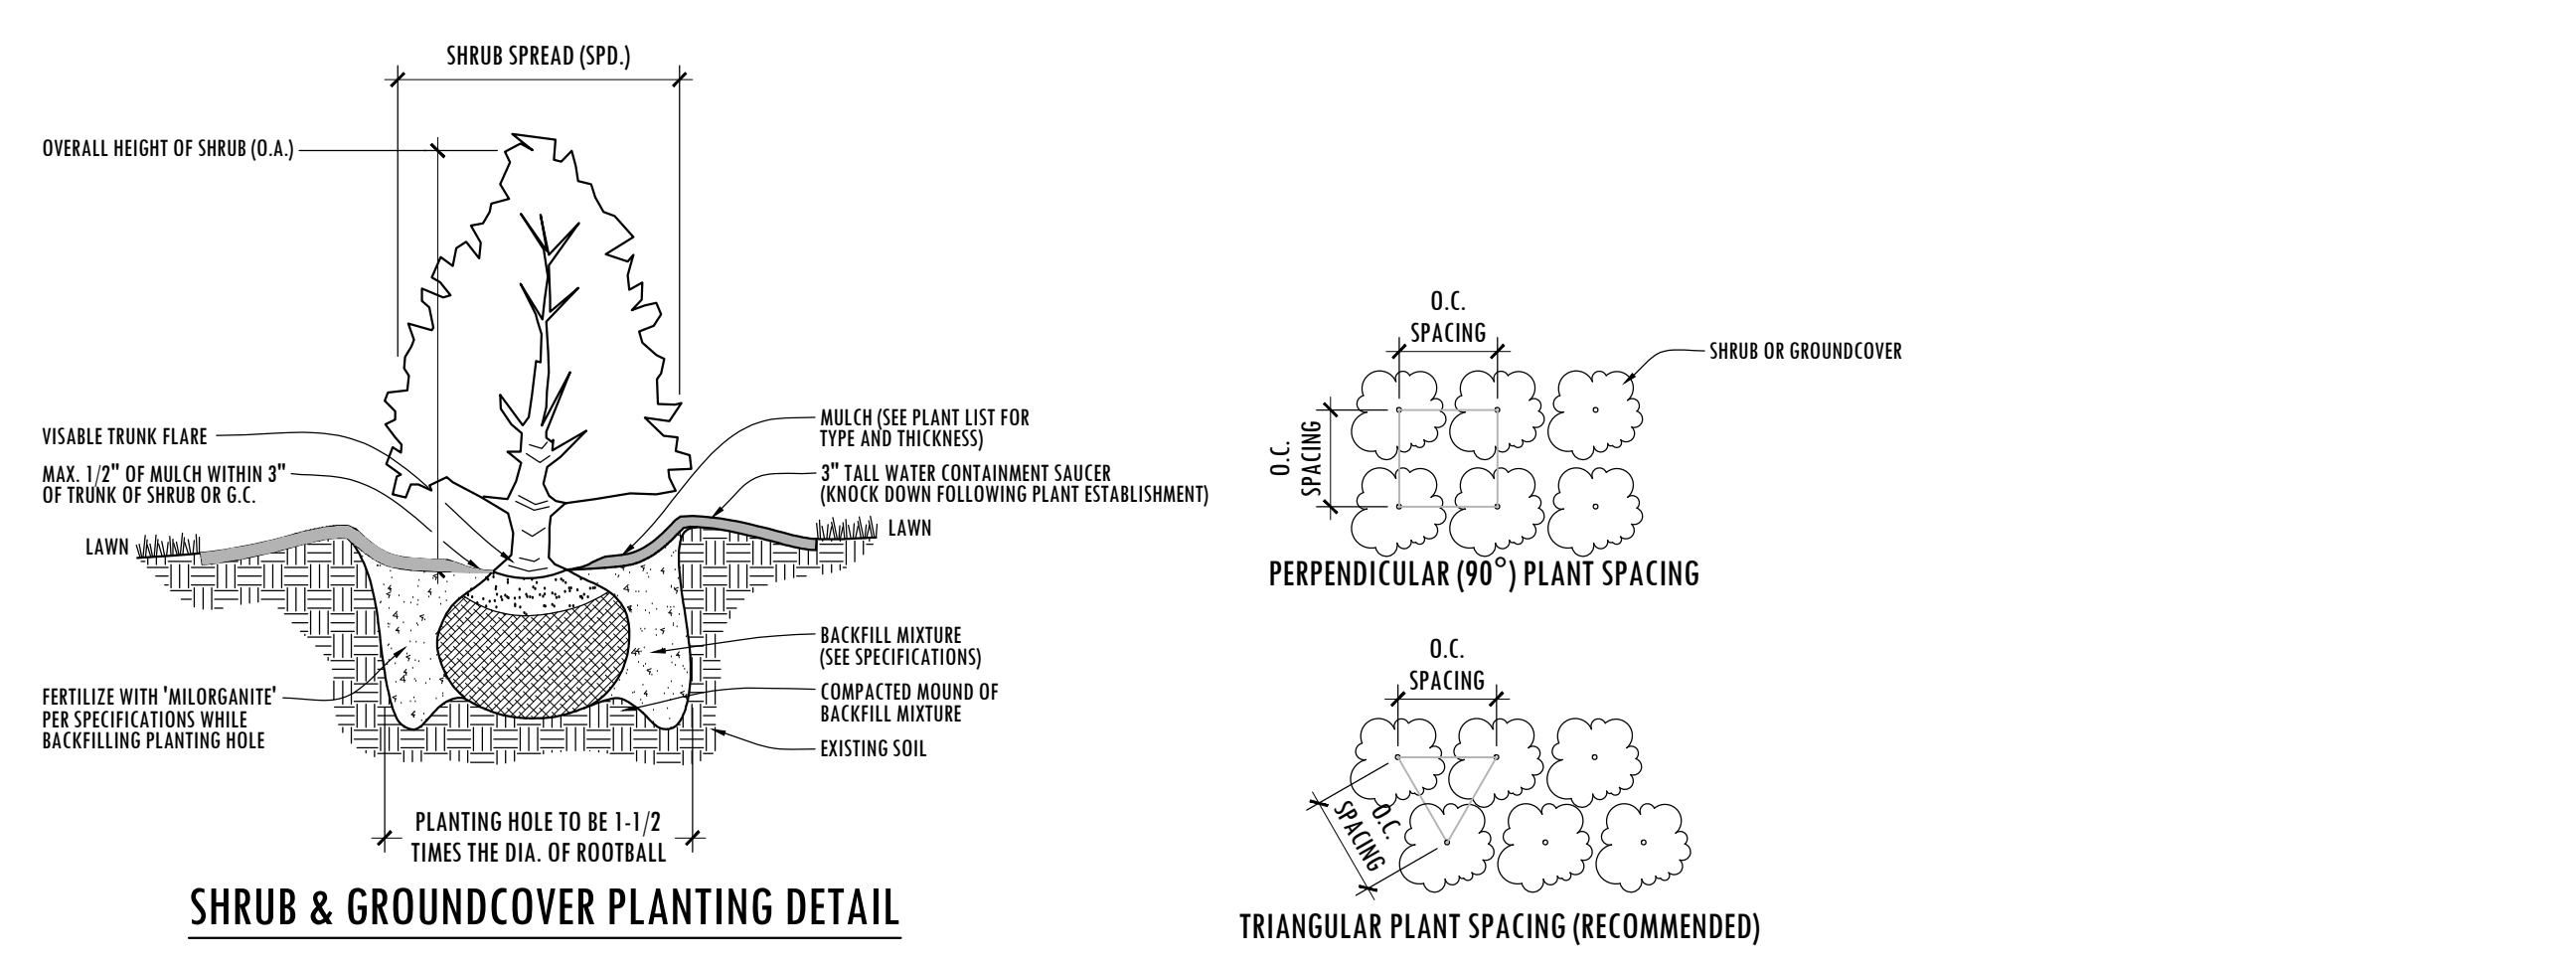 SHRUB SPREAD (SPD.)
OVERALL HEIGHT OF SHRUB (O.A.)
VISABLE TRUNK FLARE
MAX. 1/2" OF MULCH WITHIN 3"
OF TRUNK OF SHRUB OR G.C.
LAWN
FERTILIZE WITH 'MILORGANITE'
PER SPECIFICATIONS WHILE
BACKFILLING PLANTING HOLE
MULCH (SEE PLANT LIST FOR
TYPE AND THICKNESS)
3" TALL WATER CONTAINMENT SAUCER
(KNOCK DOWN FOLLOWING PLANT ESTABLISHMENT)
LAWN
BACKFILL MIXTURE
(SEE SPECIFICATIONS)
COMPACTED MOUND OF
BACKFILL MIXTURE
EXISTING SOIL
PLANTING HOLE TO BE 1-1/2
TIMES THE DIA. OF ROOTBALL
SHRUB & GROUNDCOVER PLANTING DETAIL
O.C.
SPACING
SHRUB OR GROUNDCOVER
O.C.
SPACING
PERPENDICULAR (90°) PLANT SPACING
O.C.
SPACING
O.C.
SPACING
TRIANGULAR PLANT SPACING (RECOMMENDED)